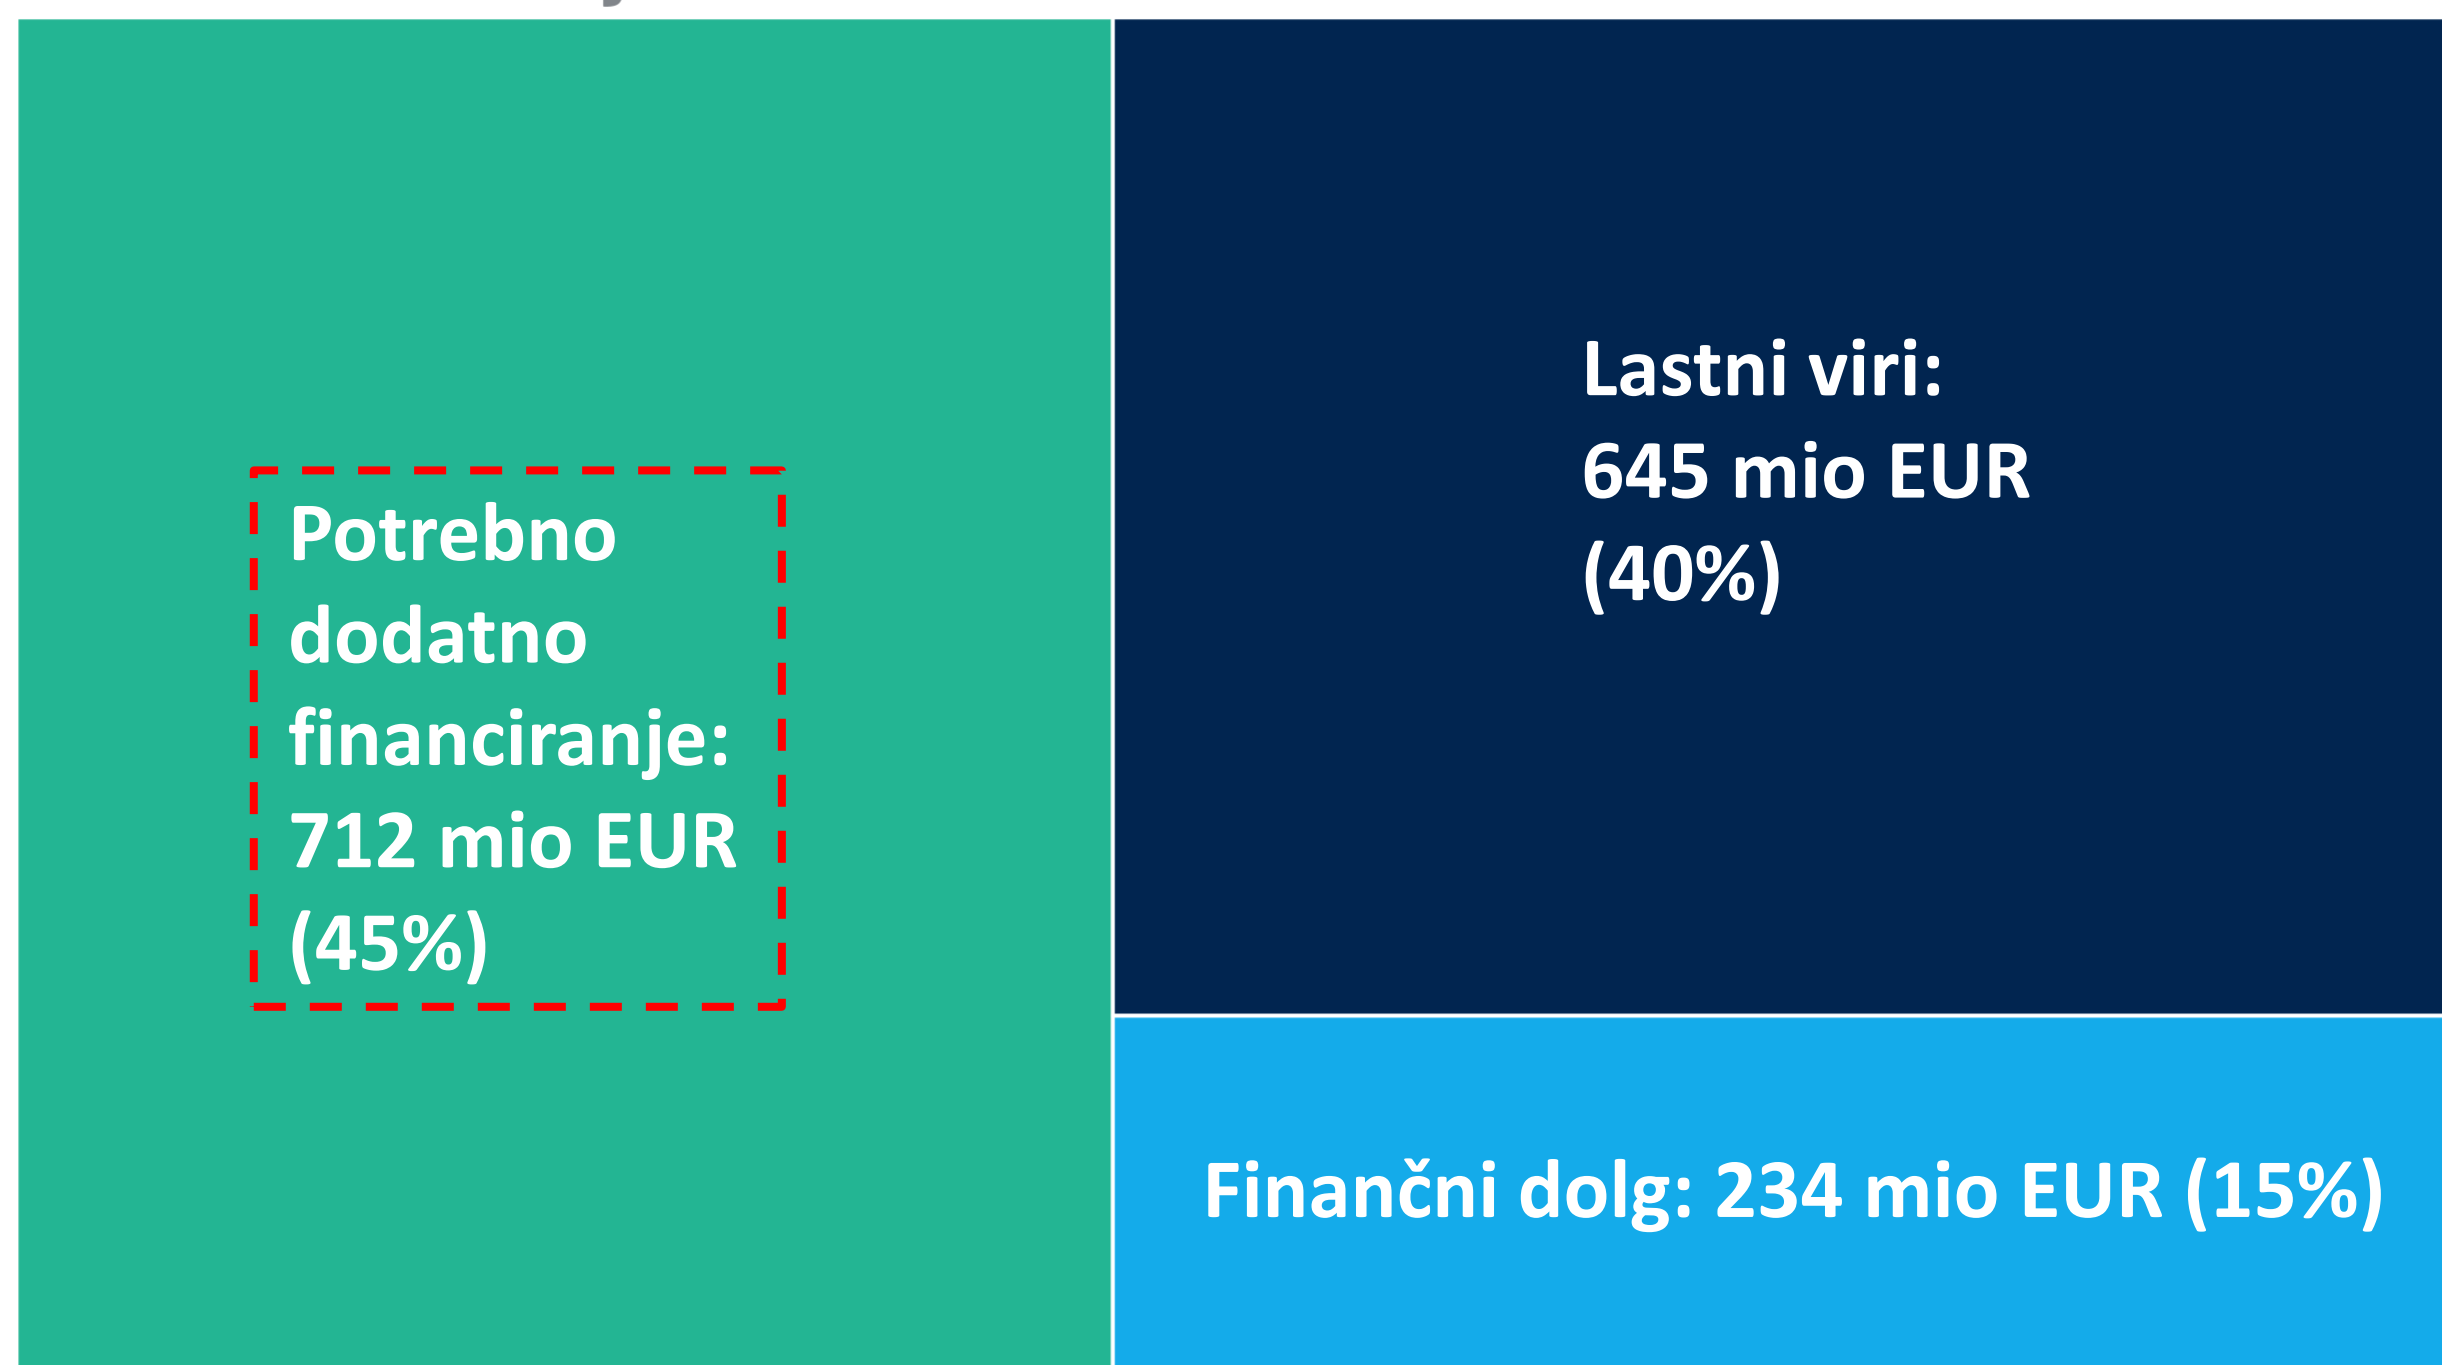 Potrebno
dodatno
financiranje:
712 mio EUR
(45%)
Lastni viri:
645 mio EUR
(40%)
Finančni dolg: 234 mio EUR (15%)